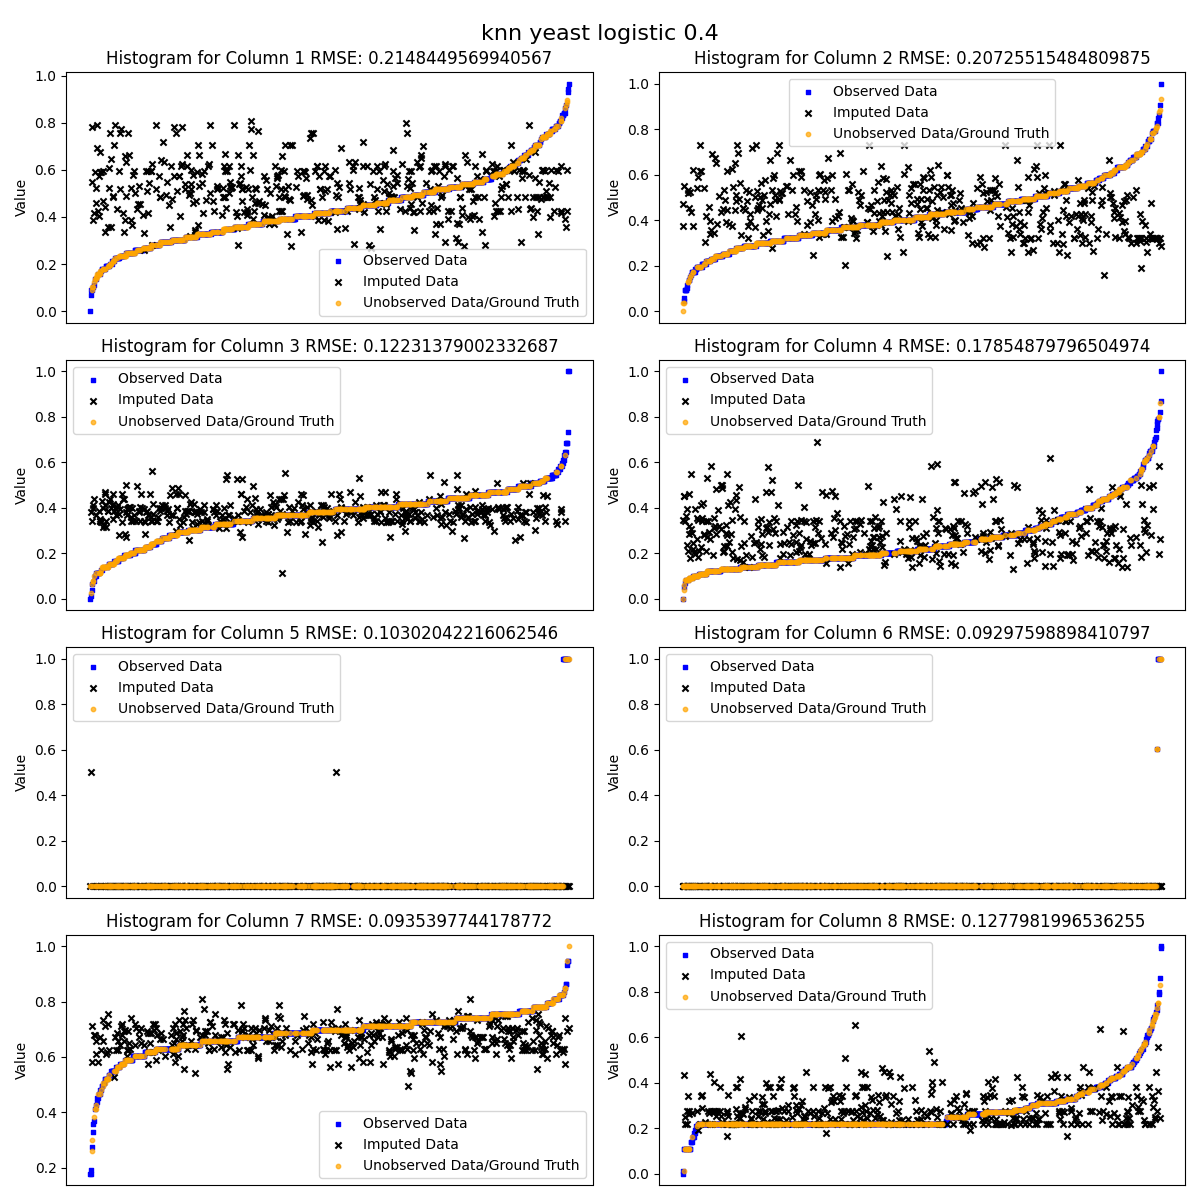 knn yeast logistic 0.4
Histogram for Column 1 RMSE: 0.2148449569940567
1.0
0.8
0.6
0.4
0.2
0.0
Value
Observed Data
Imputed Data
Unobserved Data/Ground Truth
Histogram for Column 2 RMSE: 0.20725515484809875
1.0
0.8
0.6
0.4
0.2
0.0
Value
Observed Data
Imputed Data
Unobserved Data/Ground Truth
Histogram for Column 3 RMSE: 0.12231379002332687
1.0
0.8
0.6
0.4
0.2
0.0
Value
Observed Data
Imputed Data
Unobserved Data/Ground Truth
Histogram for Column 4 RMSE: 0.17854879796504974
1.0
0.8
0.6
0.4
0.2
0.0
Value
Observed Data
Imputed Data
Unobserved Data/Ground Truth
Histogram for Column 5 RMSE: 0.10302042216062546
1.0
0.8
0.6
0.4
0.2
0.0
Value
Observed Data
Imputed Data
Unobserved Data/Ground Truth
Histogram for Column 6 RMSE: 0.09297598898410797
1.0
0.8
0.6
0.4
0.2
0.0
Value
Observed Data
Imputed Data
Unobserved Data/Ground Truth
Histogram for Column 7 RMSE: 0.0935397744178772
1.0
0.8
0.6
0.4
0.2
Value
Observed Data
Imputed Data
Unobserved Data/Ground Truth
Histogram for Column 8 RMSE: 0.1277981996536255
1.0
0.8
0.6
0.4
0.2
0.0
Value
Observed Data
Imputed Data
Unobserved Data/Ground Truth